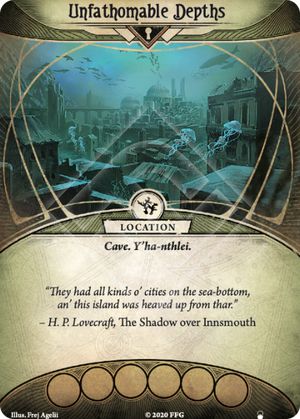 Unfathomable Depths
LOCATION
Cave. Y'ha-nthlei.
“They had all kinds o' cities on the sea-bottom,
an' this island was heaved up from thar.”
– H. P. Lovecraft, The Shadow over Innsmouth
Illus. Frej Agelii
© 2020 FFG